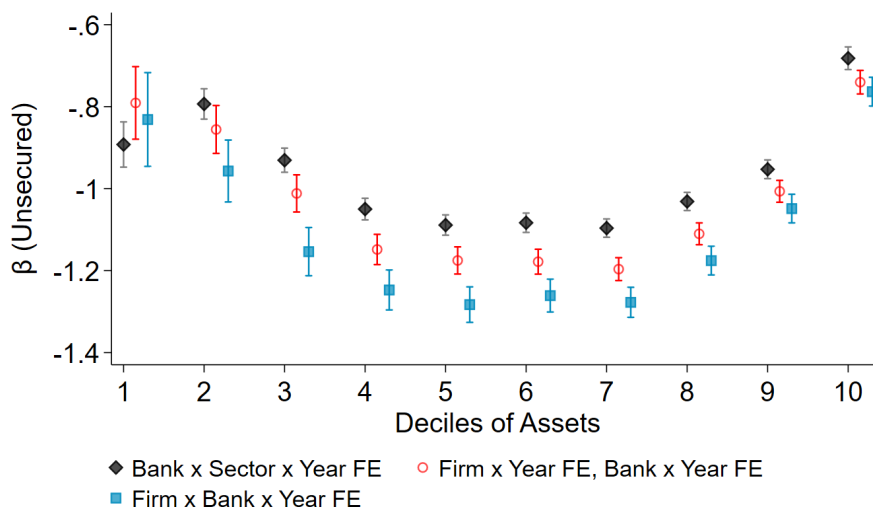 -.6
-.8
-1
-1.2
-1.4
β (Unsecured)
1 2 3 4 5 6 7 8 9 10
Deciles of Assets
Bank x Sector x Year FE
Firm x Year FE, Bank x Year FE
Firm x Bank x Year FE